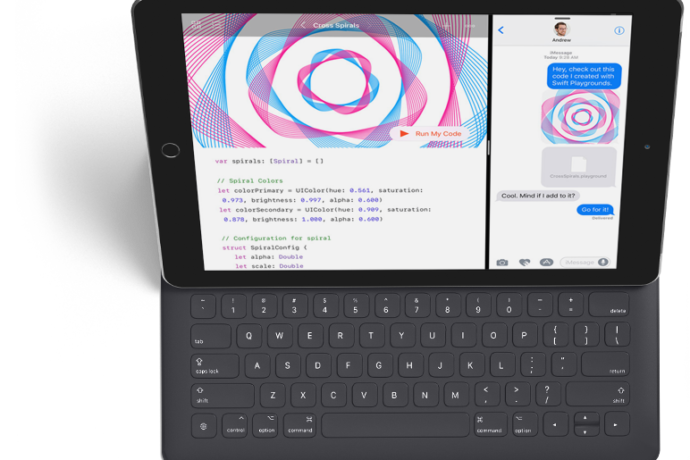 Cross Spirals
Run My Code
var spirals: [Spiral] = []
// Spiral Colors
let colorPrimary = UIColor(hue: 0.561, saturation:
0.973, brightness: 0.997, alpha: 0.600)
let colorSecondary = UIColor(hue: 0.909, saturation:
0.878, brightness: 1.000, alpha: 0.600)
// Configuration for spiral
struct SpiralConfig {
let alpha: Double
let scale: Double
Andrew
iMessage
Hey, check out this
code I created with
Swift Playgrounds.
CrossSpirals.playground
Cool. Mind if I add to it?
Go for it!
Delivered
iMessage
~ ! @ # $ % ^ & * ( ) _ +
` 1 2 3 4 5 6 7 8 9 0 - = delete
tab Q W E R T Y U I O P { [ } ] | \
caps lock A S D F G H J K L : ; " ' return
shift Z X C V B N M < , > . ? / shift
control option command command option